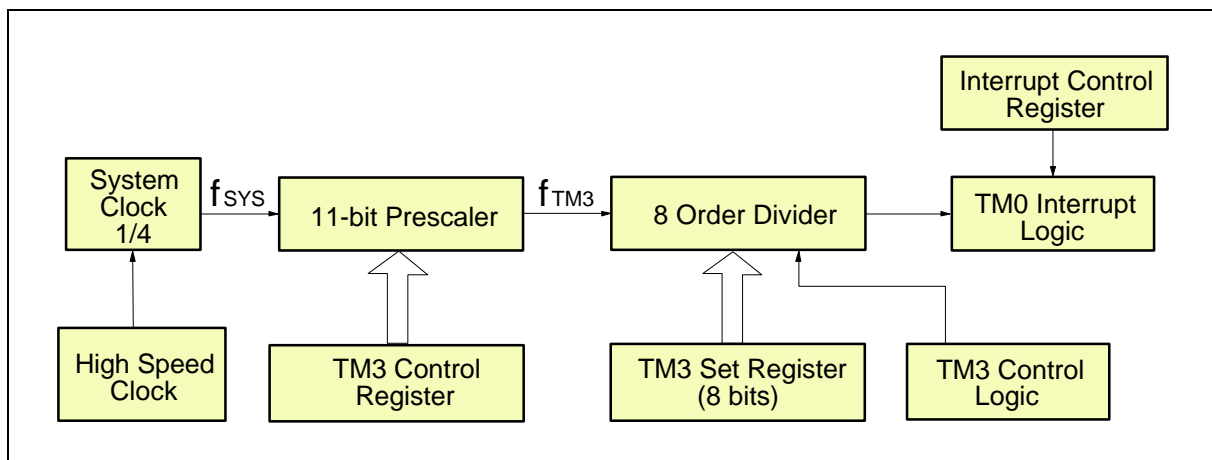 Interrupt Control
Register
System
Clock
1/4
fSYS
11-bit Prescaler
fTM3
8 Order Divider
TM0 Interrupt
Logic
High Speed
Clock
TM3 Control
Register
TM3 Set Register
(8 bits)
TM3 Control
Logic